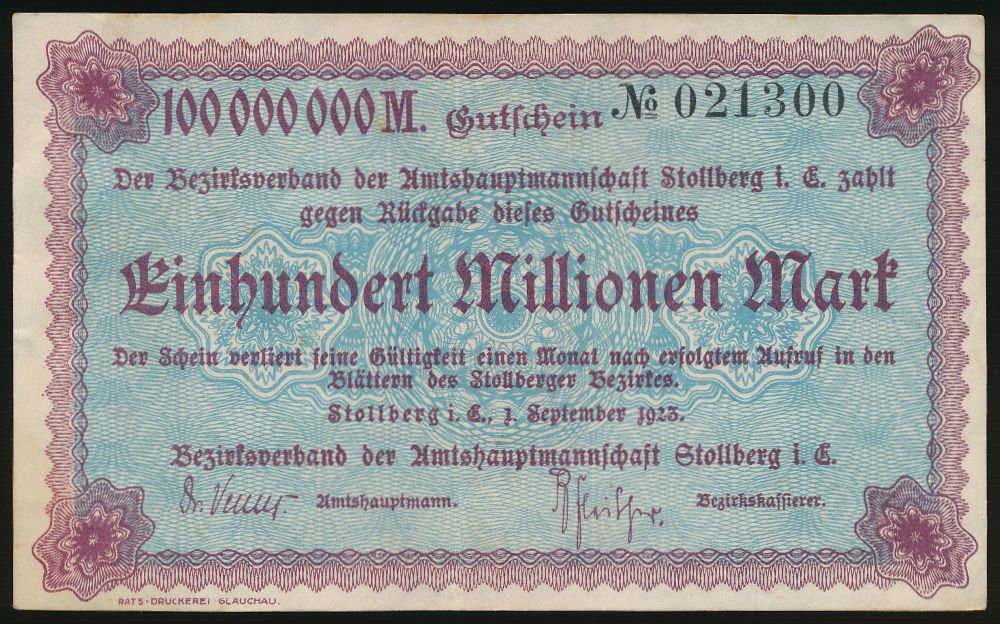 100 000 000 M. Gutschein № 021300
Der Bezirksverband der Amtshauptmannschaft Stollberg i. E. zahlt
gegen Rückgabe dieses Gutscheines
Einhundert Millionen Mark
Der Schein verliert seine Gültigkeit einen Monat nach erfolgtem Aufruf in den
Blättern des Stollberger Bezirkes.
Stollberg i. E., 1. September 1923.
Bezirksverband der Amtshauptmannschaft Stollberg i. E.
Amtshauptmann. Bezirkskassierer.
RATS-DRUCKEREI GLAUCHAU.